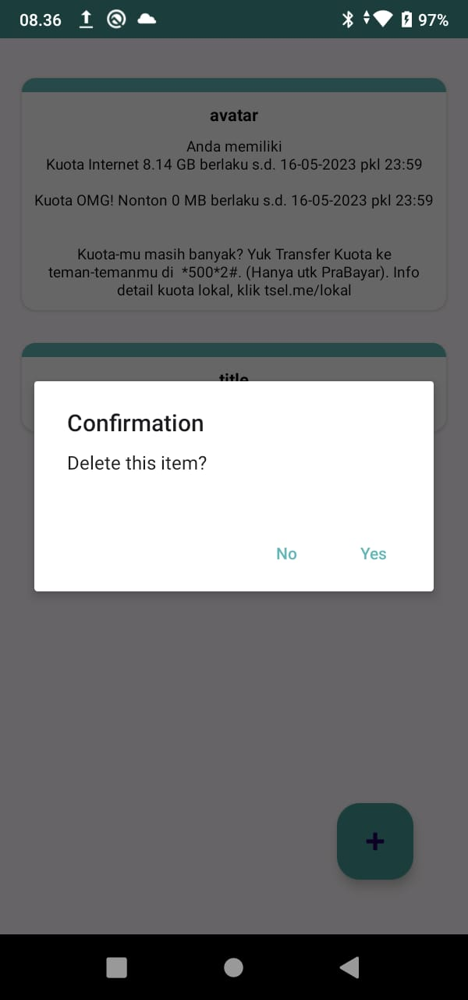 08.36
97%
avatar
Anda memiliki
Kuota Internet 8.14 GB berlaku s.d. 16-05-2023 pkl 23:59
Kuota OMG! Nonton 0 MB berlaku s.d. 16-05-2023 pkl 23:59
Kuota-mu masih banyak? Yuk Transfer Kuota ke
teman-temanmu di  *500*2#. (Hanya utk PraBayar). Info
detail kuota lokal, klik tsel.me/lokal
title
Confirmation
Delete this item?
No
Yes
+